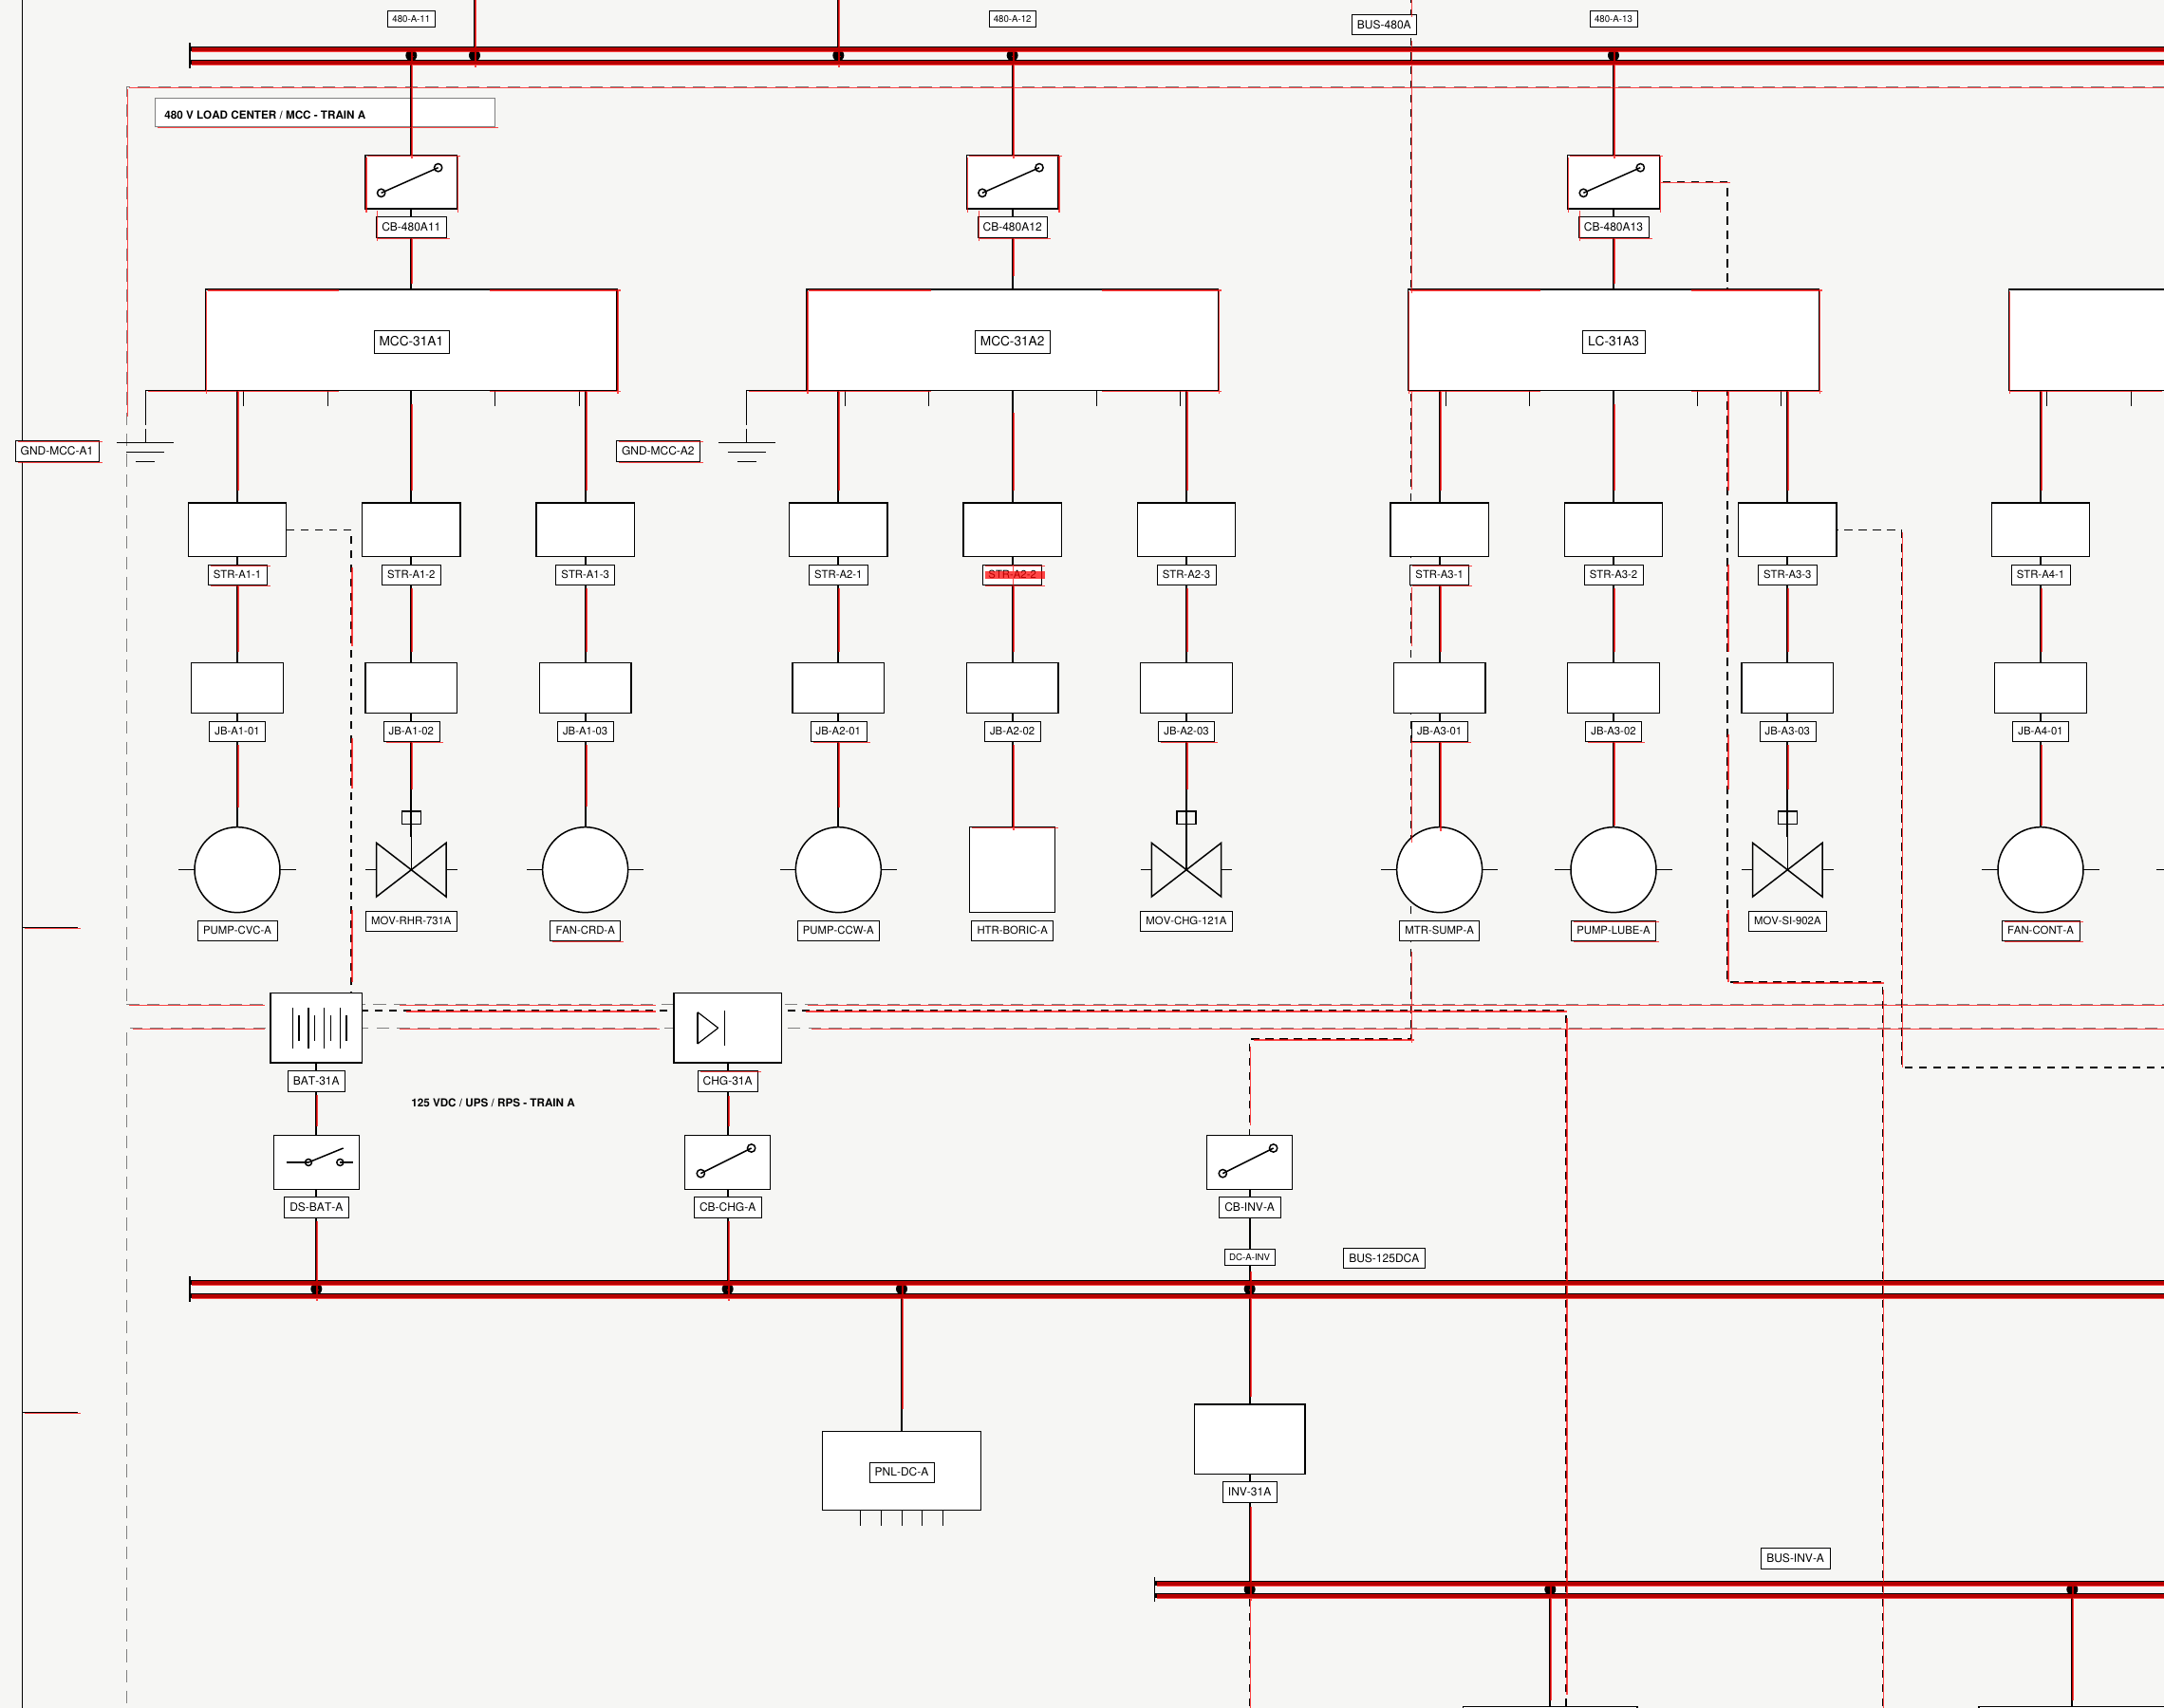 480-A-11
480-A-12
BUS-480A
480-A-13
480 V LOAD CENTER / MCC - TRAIN A
CB-480A11
CB-480A12
CB-480A13
MCC-31A1
MCC-31A2
LC-31A3
GND-MCC-A1
GND-MCC-A2
STR-A1-1
STR-A1-2
STR-A1-3
STR-A2-1
STR-A2-2
STR-A2-3
STR-A3-1
STR-A3-2
STR-A3-3
STR-A4-1
JB-A1-01
JB-A1-02
JB-A1-03
JB-A2-01
JB-A2-02
JB-A2-03
JB-A3-01
JB-A3-02
JB-A3-03
JB-A4-01
PUMP-CVC-A
MOV-RHR-731A
FAN-CRD-A
PUMP-CCW-A
HTR-BORIC-A
MOV-CHG-121A
MTR-SUMP-A
PUMP-LUBE-A
MOV-SI-902A
FAN-CONT-A
BAT-31A
CHG-31A
125 VDC / UPS / RPS - TRAIN A
DS-BAT-A
CB-CHG-A
CB-INV-A
DC-A-INV
BUS-125DCA
PNL-DC-A
INV-31A
BUS-INV-A